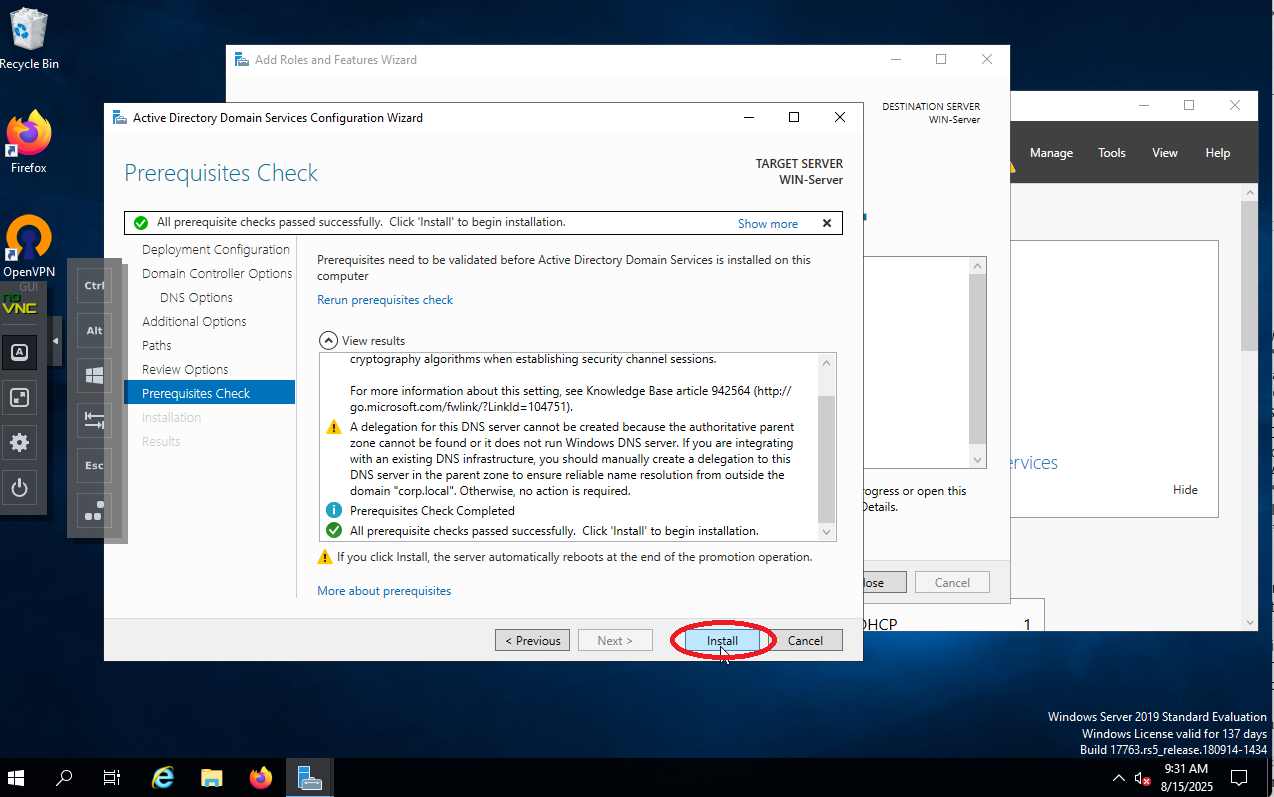 Recycle Bin
Firefox
OpenVPN
GUI
no
VNC
A
Ctrl
Alt
Esc
Add Roles and Features Wizard
DESTINATION SERVER
WIN-Server
Manage
Tools
View
Help
Active Directory Domain Services Configuration Wizard
Prerequisites Check
TARGET SERVER
WIN-Server
All prerequisite checks passed successfully.  Click 'Install' to begin installation.
Show more
Deployment Configuration
Domain Controller Options
DNS Options
Additional Options
Paths
Review Options
Prerequisites Check
Installation
Results
Prerequisites need to be validated before Active Directory Domain Services is installed on this
computer
Rerun prerequisites check
View results
cryptography algorithms when establishing security channel sessions.
For more information about this setting, see Knowledge Base article 942564 (http://
go.microsoft.com/fwlink/?LinkId=104751).
A delegation for this DNS server cannot be created because the authoritative parent
zone cannot be found or it does not run Windows DNS server. If you are integrating
with an existing DNS infrastructure, you should manually create a delegation to this
DNS server in the parent zone to ensure reliable name resolution from outside the
domain "corp.local". Otherwise, no action is required.
Prerequisites Check Completed
All prerequisite checks passed successfully.  Click 'Install' to begin installation.
If you click Install, the server automatically reboots at the end of the promotion operation.
More about prerequisites
< Previous
Next >
Install
Cancel
ervices
Hide
ogress or open this
Details.
lose
Cancel
DHCP
1
Windows Server 2019 Standard Evaluation
Windows License valid for 137 days
Build 17763.rs5_release.180914-1434
9:31 AM
8/15/2025